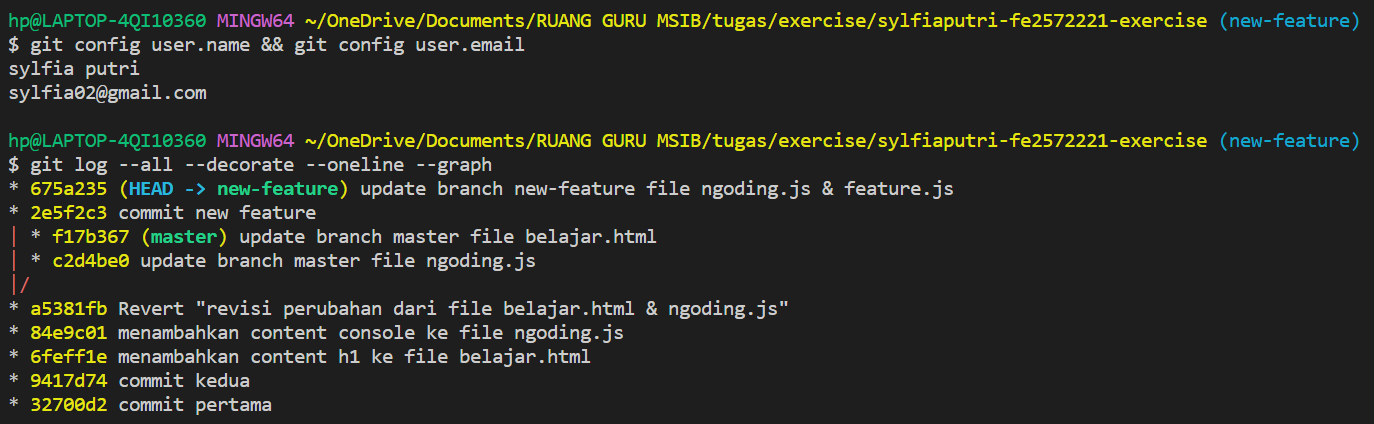 hp@LAPTOP-4QI10360 MINGW64 ~/OneDrive/Documents/RUANG GURU MSIB/tugas/exercise/sylfiaputri-fe2572221-exercise (new-feature)
$ git config user.name && git config user.email
sylfia putri
sylfia02@gmail.com
hp@LAPTOP-4QI10360 MINGW64 ~/OneDrive/Documents/RUANG GURU MSIB/tugas/exercise/sylfiaputri-fe2572221-exercise (new-feature)
$ git log --all --decorate --oneline --graph
* 675a235 (HEAD -> new-feature) update branch new-feature file ngoding.js & feature.js
* 2e5f2c3 commit new feature
| * f17b367 (master) update branch master file belajar.html
| * c2d4be0 update branch master file ngoding.js
|/
* a5381fb Revert "revisi perubahan dari file belajar.html & ngoding.js"
* 84e9c01 menambahkan content console ke file ngoding.js
* 6feff1e menambahkan content h1 ke file belajar.html
* 9417d74 commit kedua
* 32700d2 commit pertama